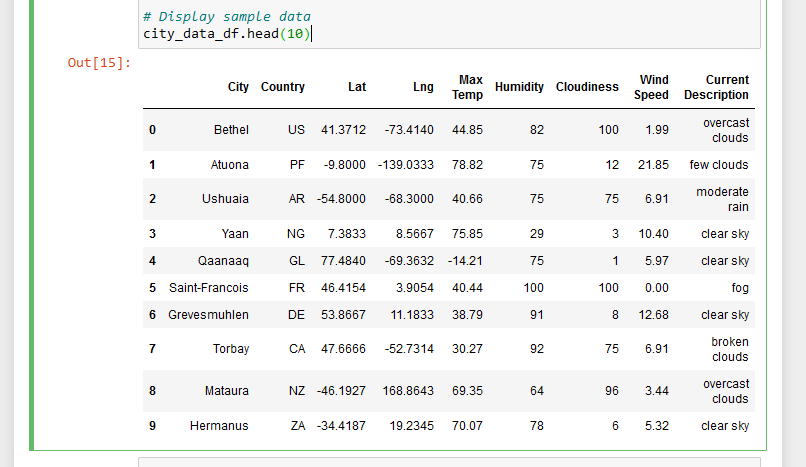 # Display sample data
city_data_df.head(10)
Out[15]:
City Country Lat Lng Max Temp Humidity Cloudiness Wind Speed Current Description
0 Bethel US 41.3712 -73.4140 44.85 82 100 1.99 overcast clouds
1 Atuona PF -9.8000 -139.0333 78.82 75 12 21.85 few clouds
2 Ushuaia AR -54.8000 -68.3000 40.66 75 75 6.91 moderate rain
3 Yaan NG 7.3833 8.5667 75.85 29 3 10.40 clear sky
4 Qaanaaq GL 77.4840 -69.3632 -14.21 75 1 5.97 clear sky
5 Saint-Francois FR 46.4154 3.9054 40.44 100 100 0.00 fog
6 Grevesmuhlen DE 53.8667 11.1833 38.79 91 8 12.68 clear sky
7 Torbay CA 47.6666 -52.7314 30.27 92 75 6.91 broken clouds
8 Mataura NZ -46.1927 168.8643 69.35 64 96 3.44 overcast clouds
9 Hermanus ZA -34.4187 19.2345 70.07 78 6 5.32 clear sky